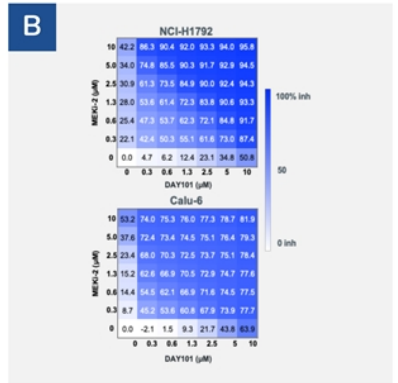 B
NCI-H1792
MEKi-2 (µM)
10 42.2 86.3 90.4 92.0 93.3 94.0 95.8
5.0 34.0 74.8 85.5 90.3 91.7 92.9 94.5
2.5 30.9 61.3 73.5 84.9 90.0 92.4 94.3
1.3 28.0 53.6 61.4 72.3 83.8 90.6 93.3
0.6 25.4 47.3 53.7 62.3 72.1 84.8 91.7
0.3 22.1 42.4 50.3 55.1 61.6 73.0 87.4
0 0.0 4.7 6.2 12.4 23.1 34.8 50.8
0 0.3 0.6 1.3 2.5 5 10
DAY101 (µM)
100% inh
50
0 inh
Calu-6
MEKi-2 (µM)
10 53.2 74.0 75.3 76.0 77.3 78.7 81.9
5.0 37.6 72.4 73.4 74.5 75.1 76.4 79.3
2.5 23.4 68.0 70.3 72.5 73.7 75.1 78.4
1.3 15.2 62.6 66.9 70.5 72.9 74.7 77.6
0.6 14.4 54.5 62.1 66.9 71.6 74.5 77.5
0.3 8.7 45.2 53.6 60.8 67.9 73.9 77.7
0 0.0 -2.1 1.5 9.3 21.7 43.8 63.9
0 0.3 0.6 1.3 2.5 5 10
DAY101 (µM)